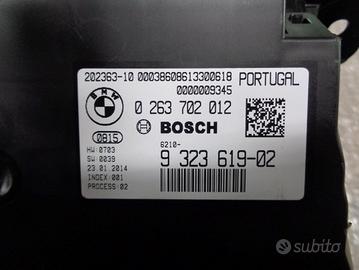 202363-10 00038608613300618 PORTUGAL
0000009345
BMW
0 263 702 012
0815
BOSCH
HW:0703
SW:0039
23.01.2014
INDEX:001
PROCESS:02
6210-
9 323 619-02
subito